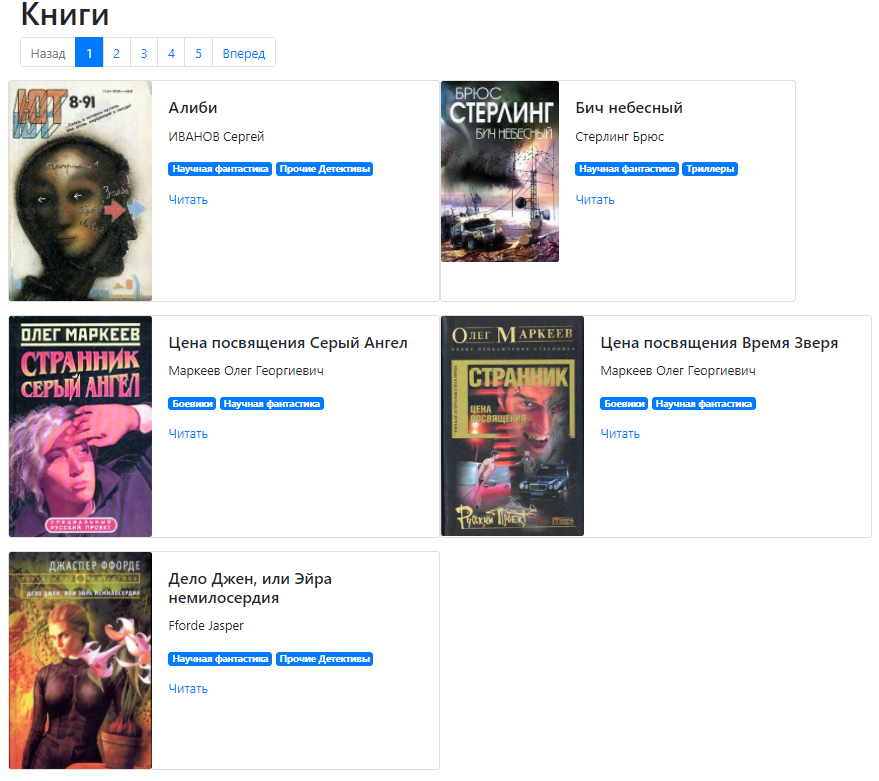 Книги
Назад 1 2 3 4 5 Вперед
ЮТ 8·91
Алиби
ИВАНОВ Сергей
Научная фантастика Прочие Детективы
Читать
БРЮС
СТЕРЛИНГ
БИЧ НЕБЕСНЫЙ
Бич небесный
Стерлинг Брюс
Научная фантастика Триллеры
Читать
ОЛЕГ МАРКЕЕВ
СТРАННИК
СЕРЫЙ АНГЕЛ
СПЕЦИАЛЬНЫЙ
РУССКИЙ ПРОЕКТ
Цена посвящения Серый Ангел
Маркеев Олег Георгиевич
Боевики Научная фантастика
Читать
ОЛЕГ МАРКЕЕВ
НОВЫЕ ПРИКЛЮЧЕНИЯ СТРАННИКА
СТРАННИК
ЦЕНА
ПОСВЯЩЕНИЯ
Русский Проект
Цена посвящения Время Зверя
Маркеев Олег Георгиевич
Боевики Научная фантастика
Читать
ДЖАСПЕР ФФОРДЕ
ДЕЛО ДЖЕН, ИЛИ ЭЙРА НЕМИЛОСЕРДИЯ
Дело Джен, или Эйра
немилосердия
Fforde Jasper
Научная фантастика Прочие Детективы
Читать